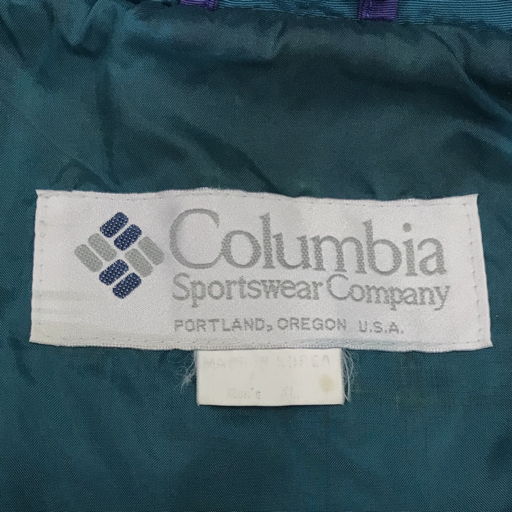 Columbia
Sportswear Company
PORTLAND, OREGON U.S.A.